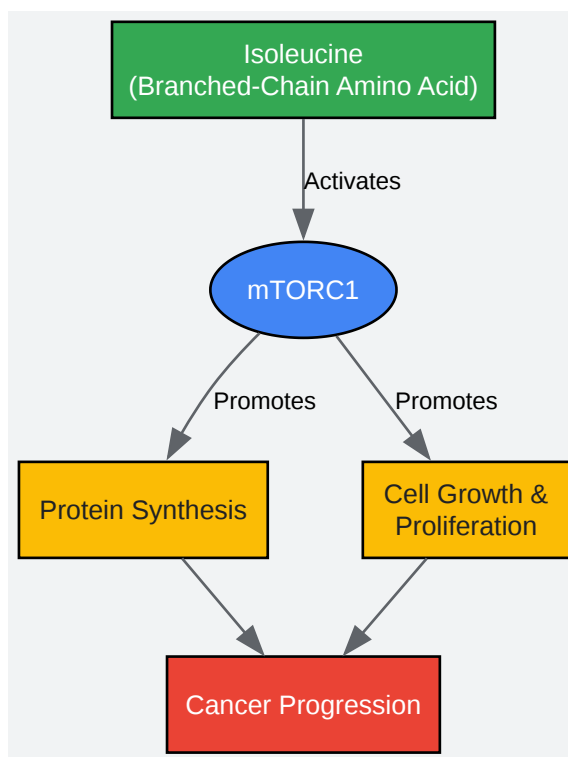 Isoleucine
(Branched-Chain Amino Acid)
Activates
mTORC1
Promotes
Promotes
Protein Synthesis
Cell Growth &
Proliferation
Cancer Progression